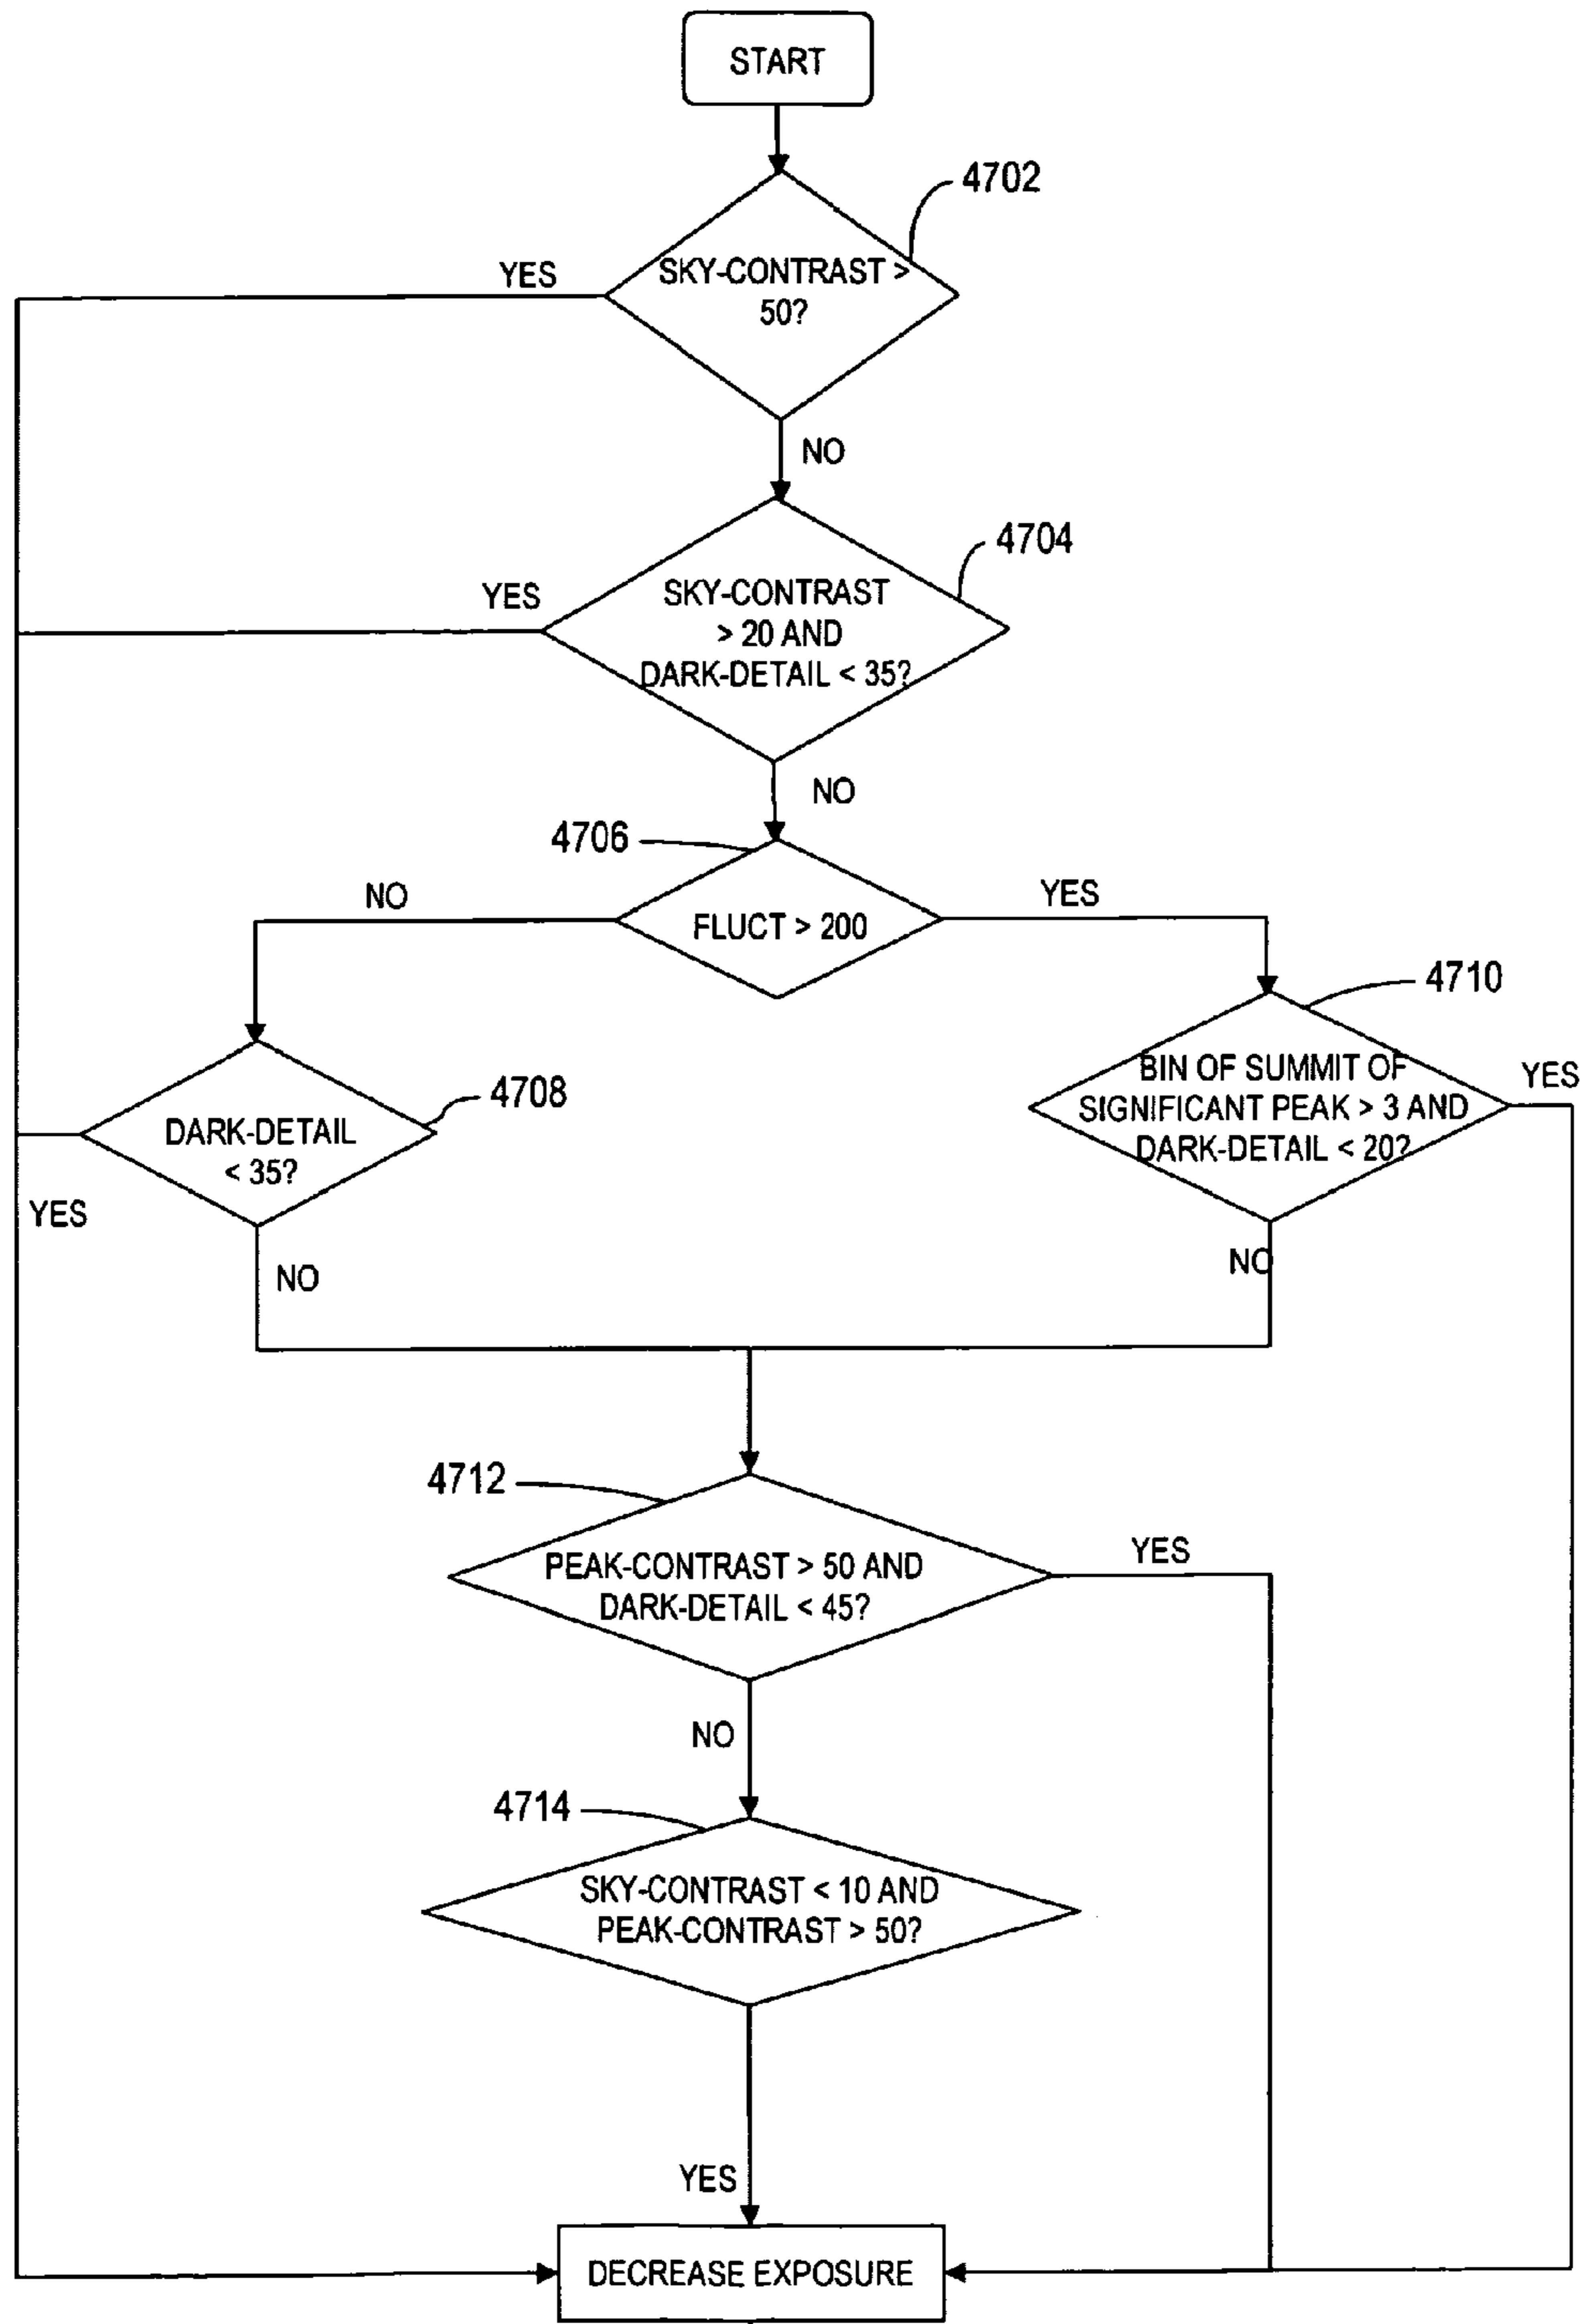 START
4702
SKY-CONTRAST >
50?
YES
NO
4704
SKY-CONTRAST
> 20 AND
DARK-DETAIL < 35?
YES
NO
4706
FLUCT > 200
NO
YES
4708
DARK-DETAIL
< 35?
YES
NO
4710
BIN OF SUMMIT OF
SIGNIFICANT PEAK > 3 AND
DARK-DETAIL < 20?
YES
NO
4712
PEAK-CONTRAST > 50 AND
DARK-DETAIL < 45?
YES
NO
4714
SKY-CONTRAST < 10 AND
PEAK-CONTRAST > 50?
YES
DECREASE EXPOSURE